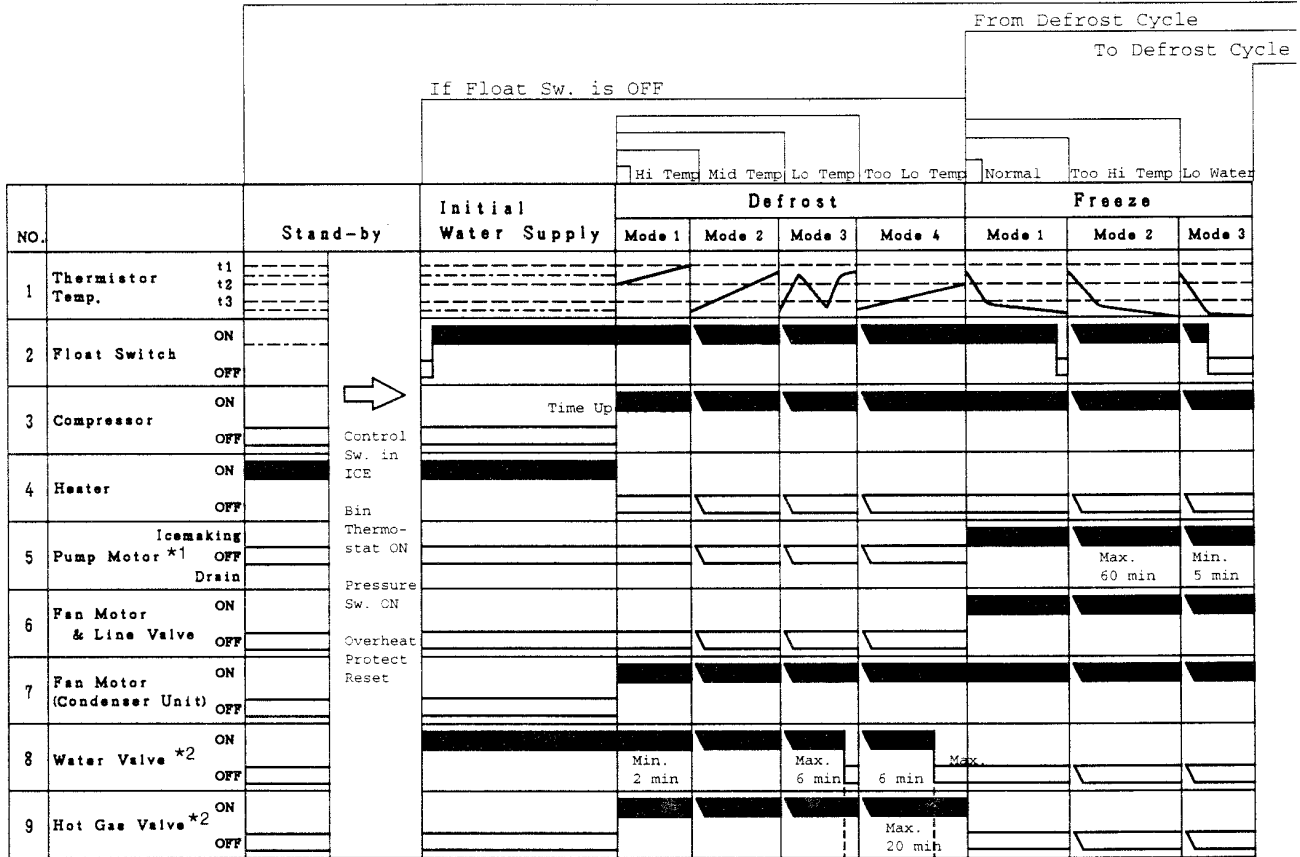 From Defrost Cycle
To Defrost Cycle
If Float Sw. is OFF
Hi Temp Mid Temp Lo Temp Too Lo Temp Normal Too Hi Temp Lo Water
NO. Stand-by Initial Water Supply Defrost Freeze
Mode 1 Mode 2 Mode 3 Mode 4 Mode 1 Mode 2 Mode 3
1 Thermistor Temp. t1 t2 t3
2 Float Switch ON OFF
3 Compressor ON OFF
Time Up
4 Heater ON OFF
5 Pump Motor *1 Icemaking OFF Drain
Max. 60 min
Min. 5 min
6 Fan Motor & Line Valve ON OFF
7 Fan Motor (Condenser Unit) ON OFF
8 Water Valve *2 ON OFF
Min. 2 min
Max. 6 min
6 min
Max.
9 Hot Gas Valve *2 ON OFF
Max. 20 min
Control
Sw. in
ICE
Bin
Thermo-
stat ON
Pressure
Sw. ON
Overheat
Protect
Reset